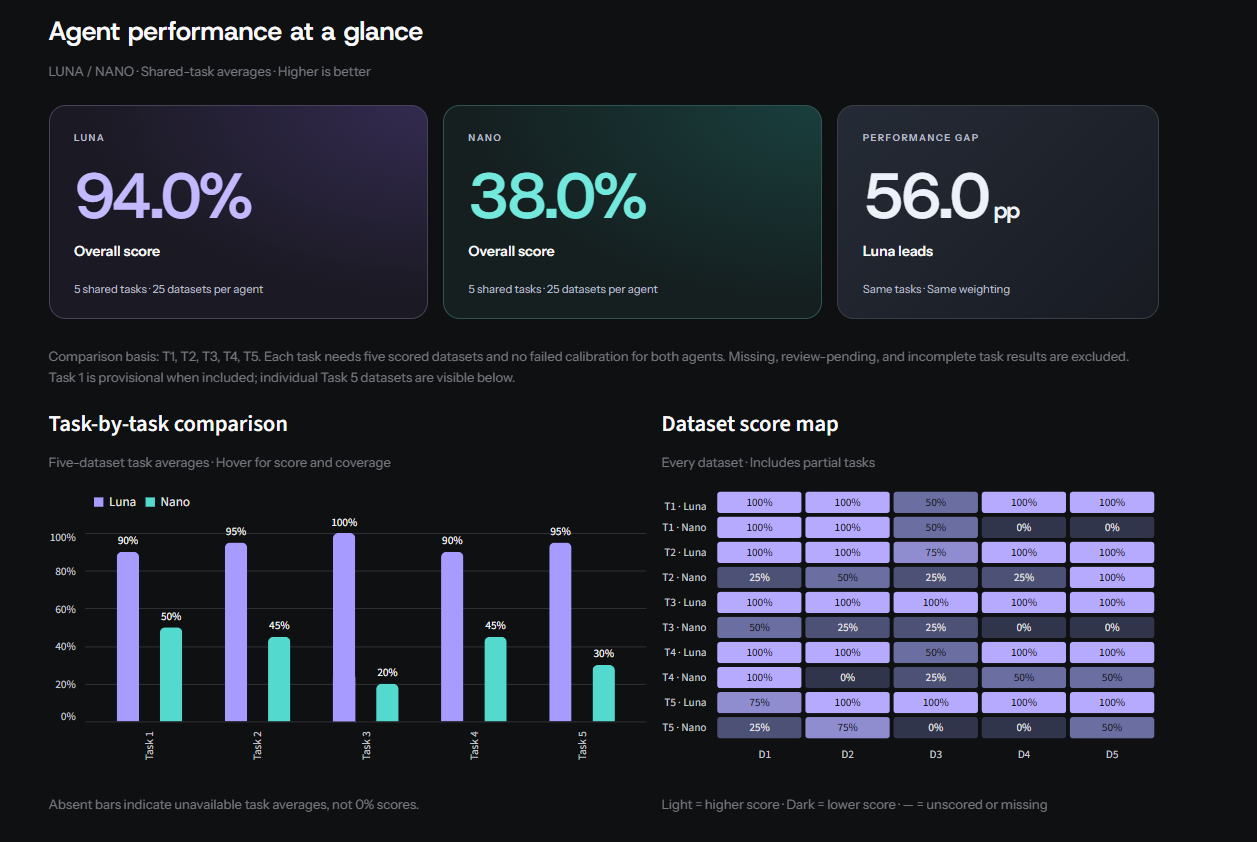 Agent performance at a glance
LUNA / NANO · Shared-task averages · Higher is better
LUNA
94.0%
Overall score
5 shared tasks · 25 datasets per agent
NANO
38.0%
Overall score
5 shared tasks · 25 datasets per agent
PERFORMANCE GAP
56.0 pp
Luna leads
Same tasks · Same weighting
Comparison basis: T1, T2, T3, T4, T5. Each task needs five scored datasets and no failed calibration for both agents. Missing, review-pending, and incomplete task results are excluded.
Task 1 is provisional when included; individual Task 5 datasets are visible below.
Task-by-task comparison
Five-dataset task averages · Hover for score and coverage
Luna Nano
100%
80%
60%
40%
20%
0%
90% 50% 95% 45% 100% 20% 90% 45% 95% 30%
Task 1 Task 2 Task 3 Task 4 Task 5
Absent bars indicate unavailable task averages, not 0% scores.
Dataset score map
Every dataset · Includes partial tasks
T1 · Luna 100% 100% 50% 100% 100%
T1 · Nano 100% 100% 50% 0% 0%
T2 · Luna 100% 100% 75% 100% 100%
T2 · Nano 25% 50% 25% 25% 100%
T3 · Luna 100% 100% 100% 100% 100%
T3 · Nano 50% 25% 25% 0% 0%
T4 · Luna 100% 100% 50% 100% 100%
T4 · Nano 100% 0% 25% 50% 50%
T5 · Luna 75% 100% 100% 100% 100%
T5 · Nano 25% 75% 0% 0% 50%
D1 D2 D3 D4 D5
Light = higher score · Dark = lower score · — = unscored or missing